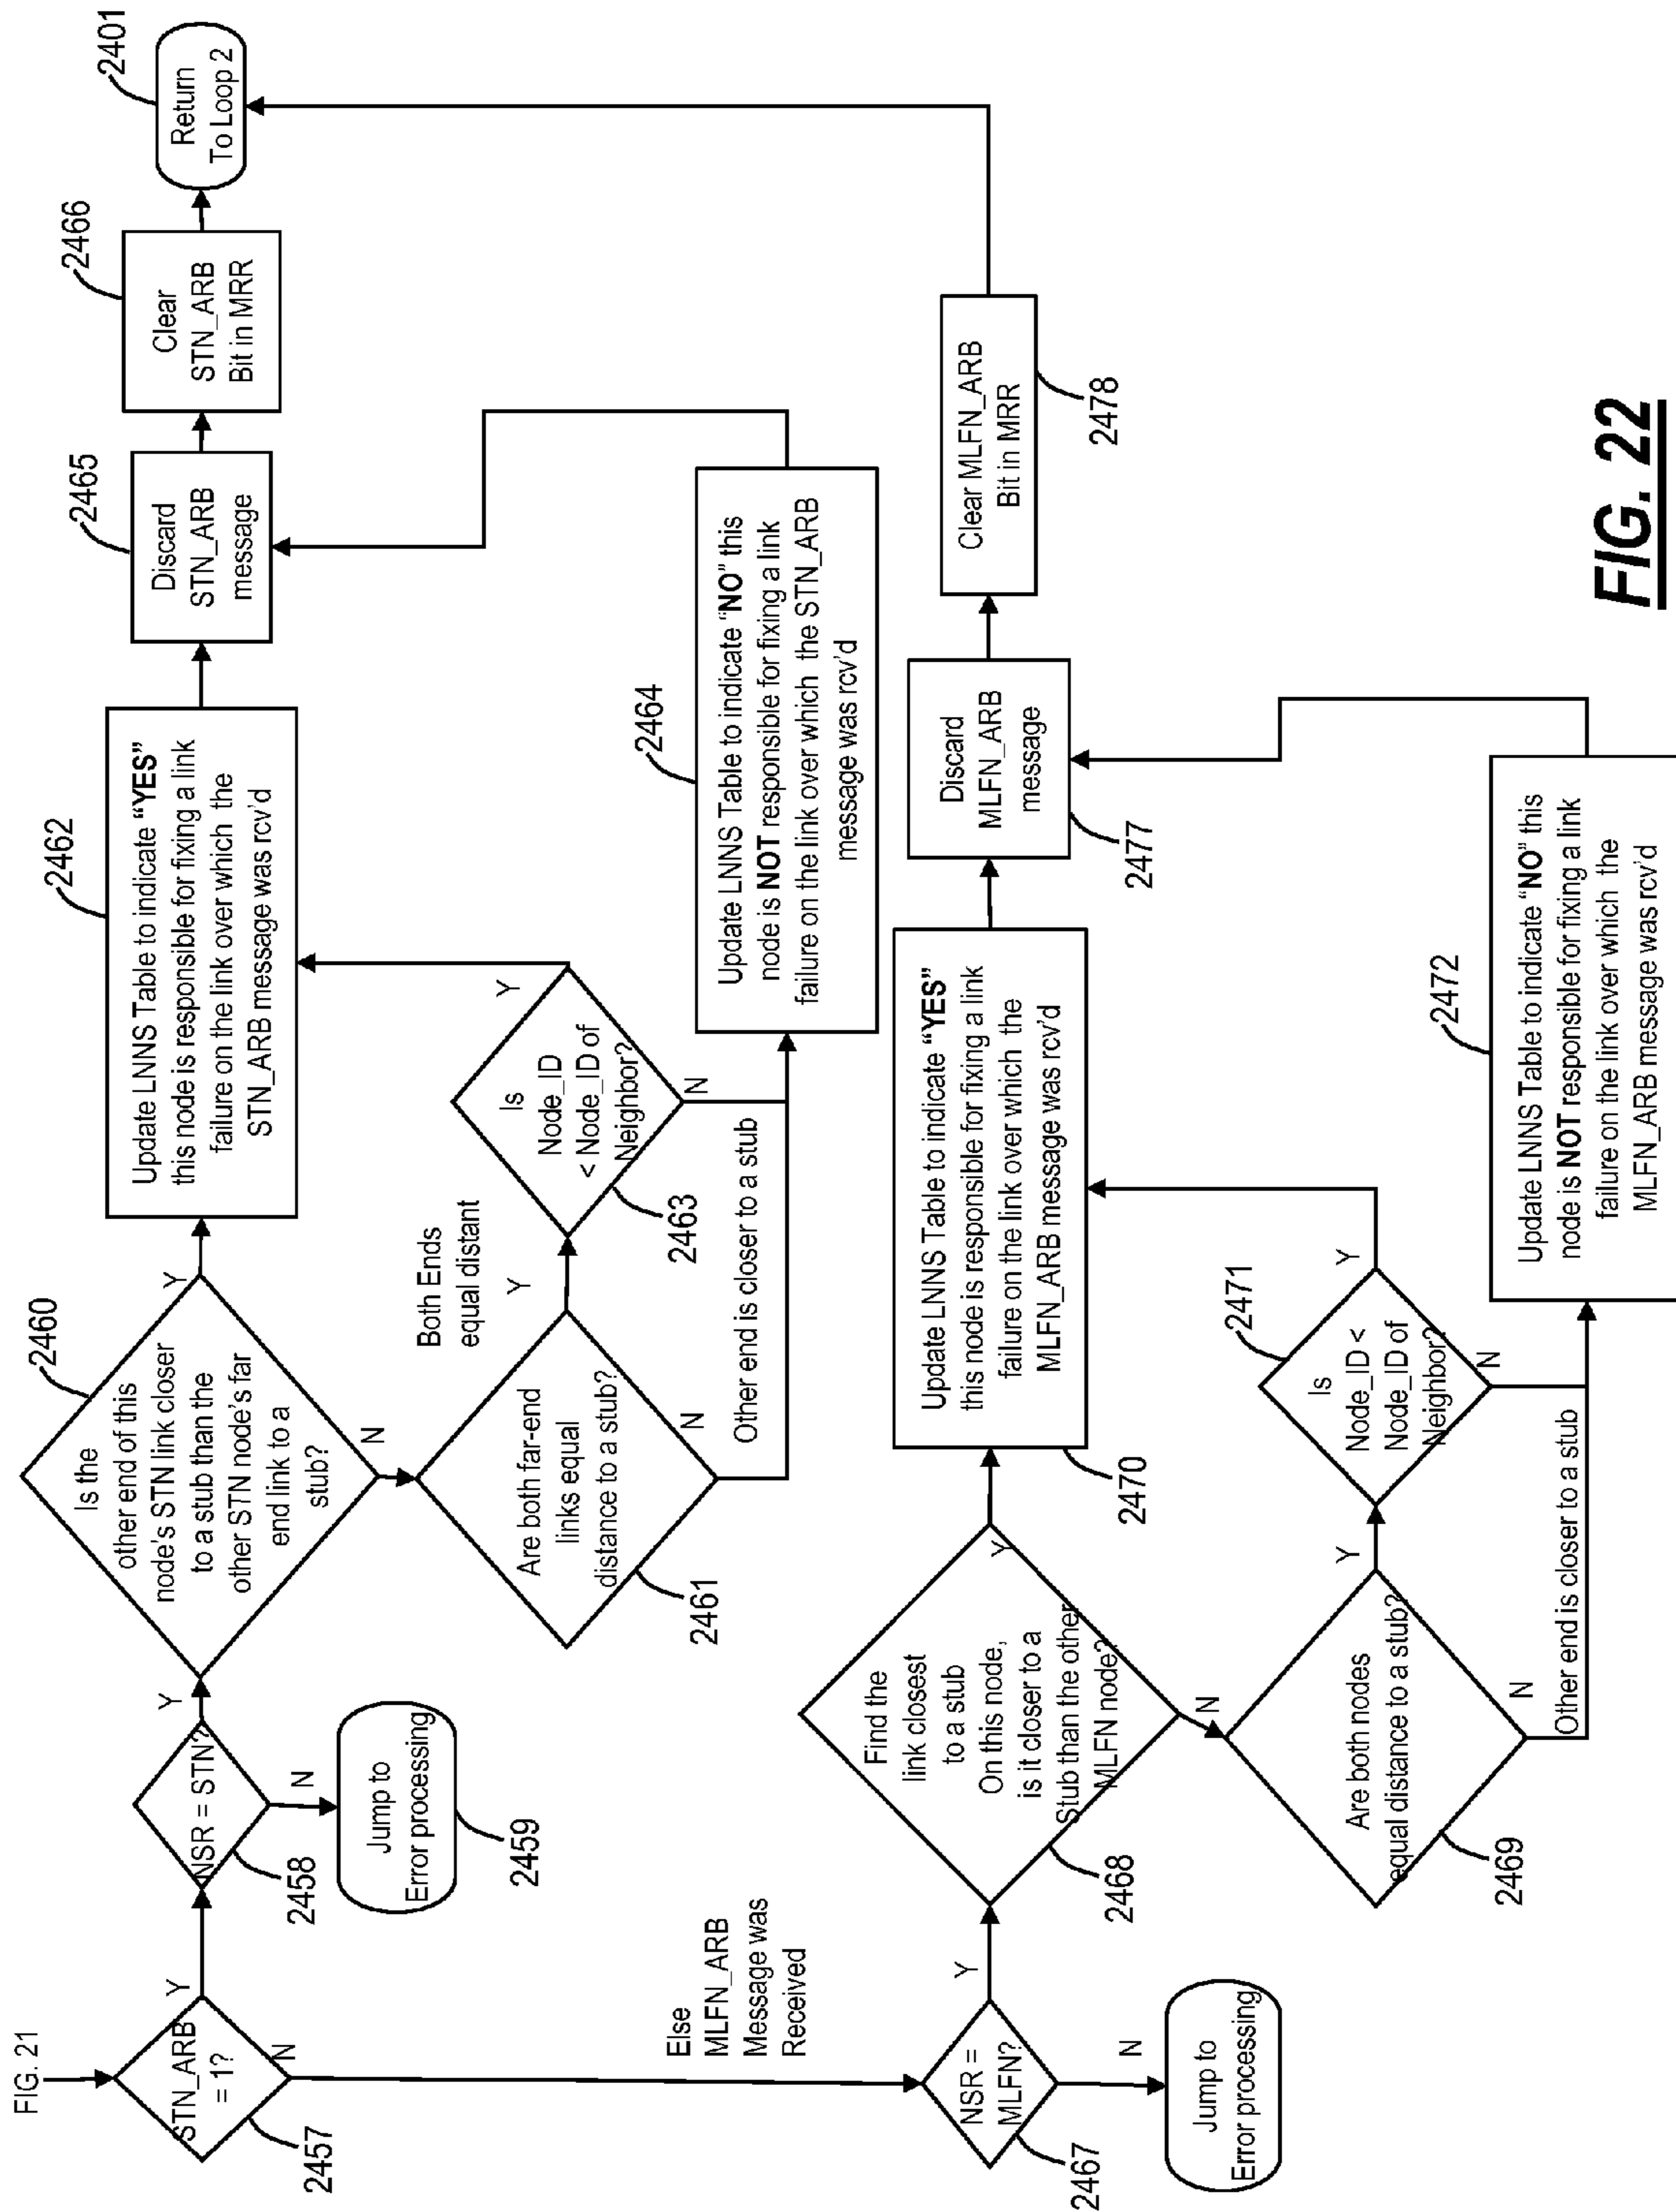 FIG. 21
STN_ARB
= 1?
Y
N
2457
NSR = STN?
Y
N
2458
Jump to
Error processing
2459
Is the
other end of this
node's STN link closer
to a stub than the
other STN node's far
end link to a
stub?
Y
N
2460
Update LNNS Table to indicate “YES”
this node is responsible for fixing a link
failure on the link over which the
STN_ARB message was rcv'd
2462
Discard
STN_ARB
message
2465
Clear
STN_ARB
Bit in MRR
2466
Return
To Loop 2
2401
Are both far-end
links equal
distance to a stub?
Y
N
2461
Both Ends
equal distant
Is
Node_ID
< Node_ID of
Neighbor?
Y
N
2463
Other end is closer to a stub
Update LNNS Table to indicate “NO” this
node is NOT responsible for fixing a link
failure on the link over which the STN_ARB
message was rcv'd
2464
Else
MLFN_ARB
Message was
Received
NSR =
MLFN?
Y
N
2467
Jump to
Error processing
Find the
link closest
to a stub
On this node,
is it closer to a
Stub than the other
MLFN node?
Y
N
2468
Update LNNS Table to indicate “YES”
this node is responsible for fixing a link
failure on the link over which the
MLFN_ARB message was rcv'd
2470
Discard
MLFN_ARB
message
2477
Clear MLFN_ARB
Bit in MRR
2478
Are both nodes
equal distance to a stub?
Y
N
2469
Is
Node_ID <
Node_ID of
Neighbor?
Y
N
2471
Other end is closer to a stub
Update LNNS Table to indicate “NO” this
node is NOT responsible for fixing a link
failure on the link over which the
MLFN_ARB message was rcv'd
2472
FIG. 22